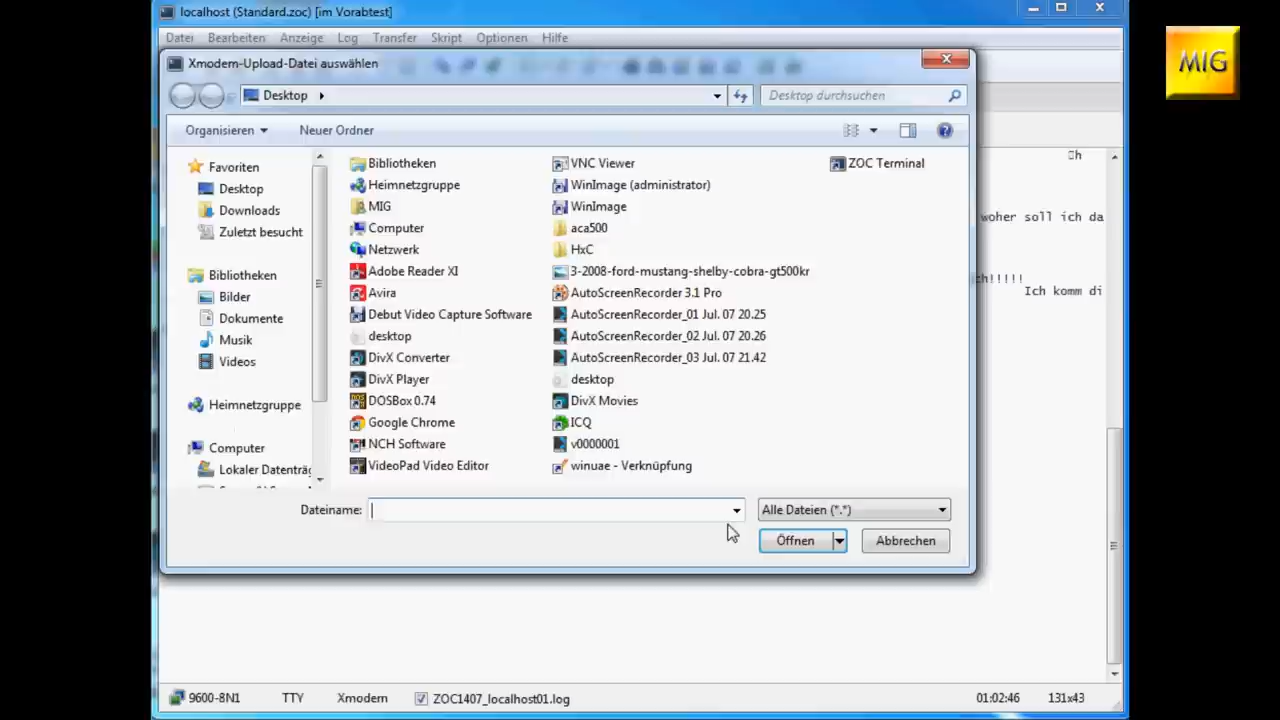 localhost (Standard.zoc) [im Vorabtest]
Datei Bearbeiten Anzeige Log Transfer Skript Optionen Hilfe
MIG
Xmodem-Upload-Datei auswählen
Desktop
Desktop durchsuchen
Organisieren Neuer Ordner
Favoriten
Desktop
Downloads
Zuletzt besucht
Bibliotheken
Bilder
Dokumente
Musik
Videos
Heimnetzgruppe
Computer
Lokaler Datenträg
Bibliotheken
Heimnetzgruppe
MIG
Computer
Netzwerk
Adobe Reader XI
Avira
Debut Video Capture Software
desktop
DivX Converter
DivX Player
DOSBox 0.74
Google Chrome
NCH Software
VideoPad Video Editor
VNC Viewer
WinImage (administrator)
WinImage
aca500
HxC
3-2008-ford-mustang-shelby-cobra-gt500kr
AutoScreenRecorder 3.1 Pro
AutoScreenRecorder_01 Jul. 07 20.25
AutoScreenRecorder_02 Jul. 07 20.26
AutoScreenRecorder_03 Jul. 07 21.42
desktop
DivX Movies
ICQ
v0000001
winuae - Verknüpfung
ZOC Terminal
h
woher soll ich da
ch!!!!!
Ich komm di
Dateiname:
Alle Dateien (*.*)
Öffnen
Abbrechen
9600-8N1 TTY Xmodem ZOC1407_localhost01.log 01:02:46 131x43